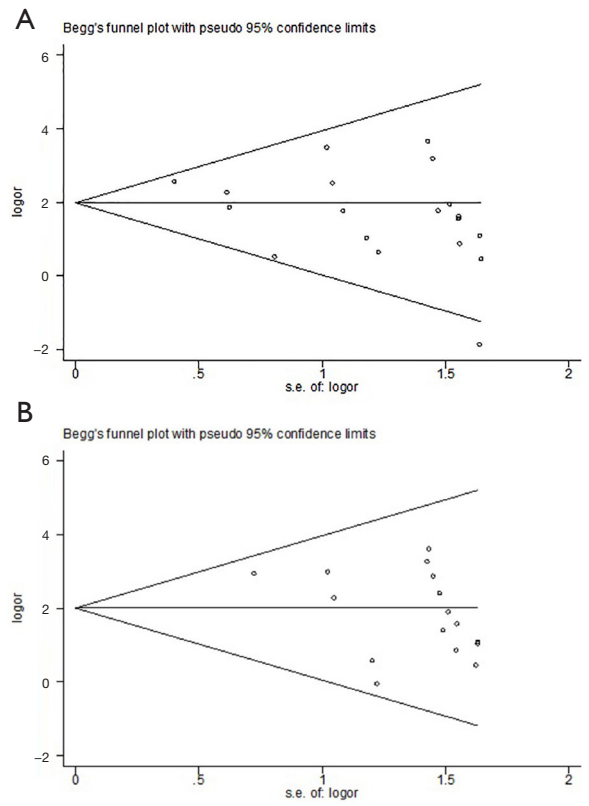 A
Begg's funnel plot with pseudo 95% confidence limits
6
4
2
0
−2
logor
0 .5 1 1.5 2
s.e. of: logor
B
Begg's funnel plot with pseudo 95% confidence limits
6
4
2
0
−2
logor
0 .5 1 1.5 2
s.e. of: logor